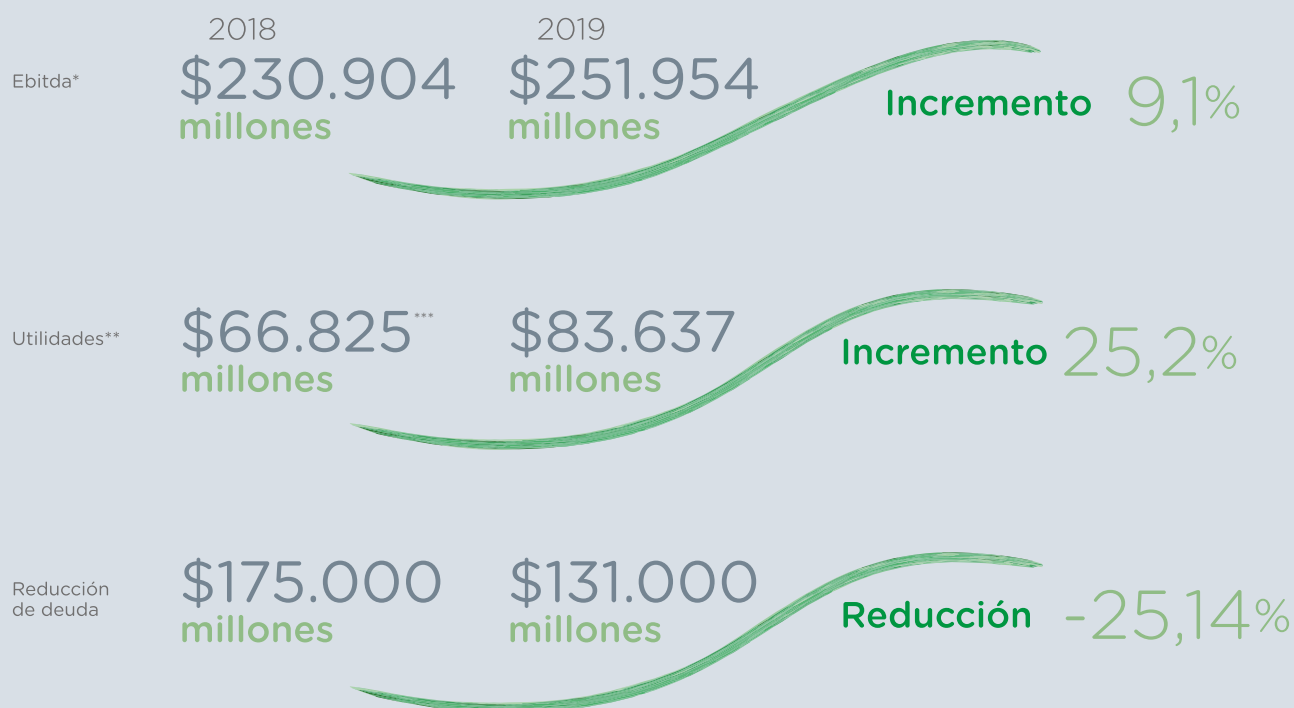 2018 2019
Ebitda* $230.904 $251.954
millones millones Incremento 9,1%
Utilidades** $66.825*** $83.637
millones millones Incremento 25,2%
Reducción
de deuda $175.000 $131.000
millones millones Reducción -25,14%